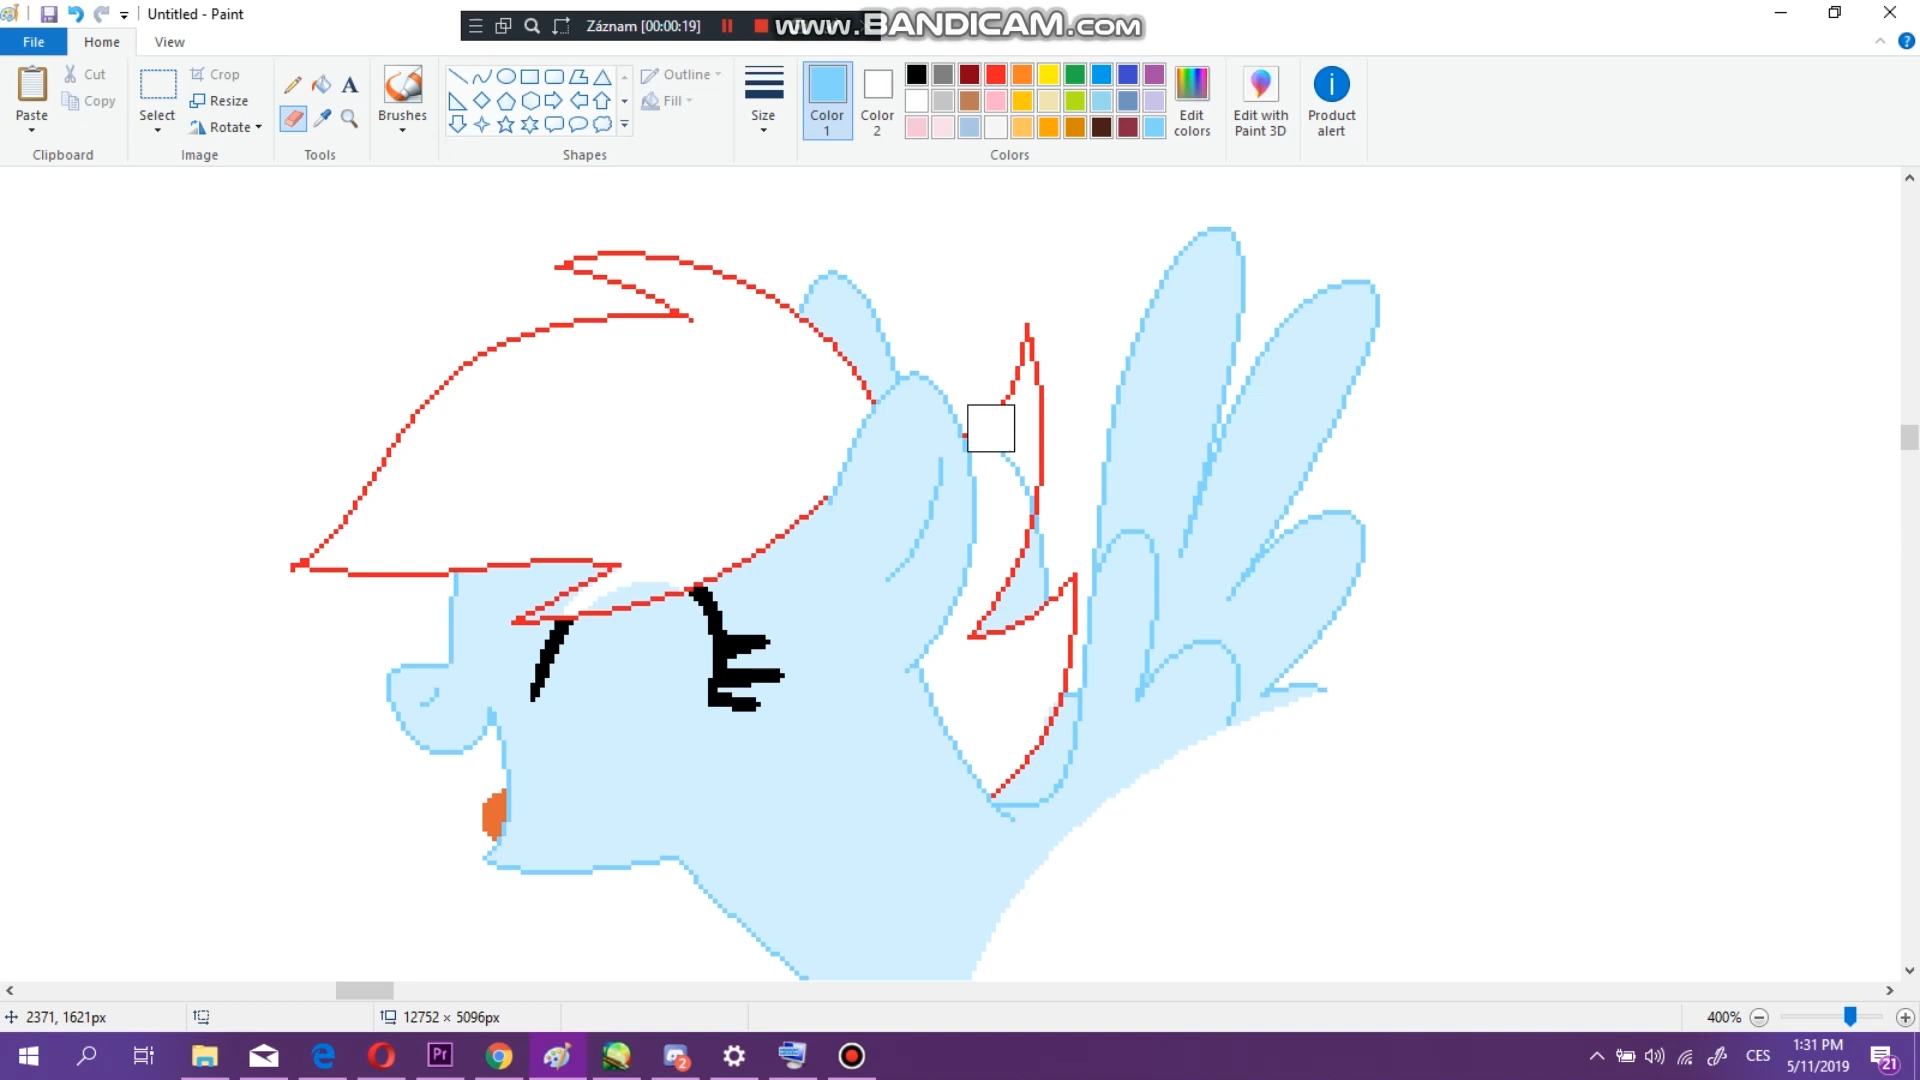 Untitled - Paint
Záznam [00:00:19]
www.BANDICAM.com
File
Home
View
Paste
Cut
Copy
Clipboard
Select
Crop
Resize
Rotate
Image
A
Tools
Brushes
Outline
Fill
Shapes
Size
Color 1
Color 2
Colors
Edit colors
Edit with Paint 3D
Product alert
2371, 1621px
12752 × 5096px
400%
Pr
2
CES
1:31 PM
5/11/2019
21